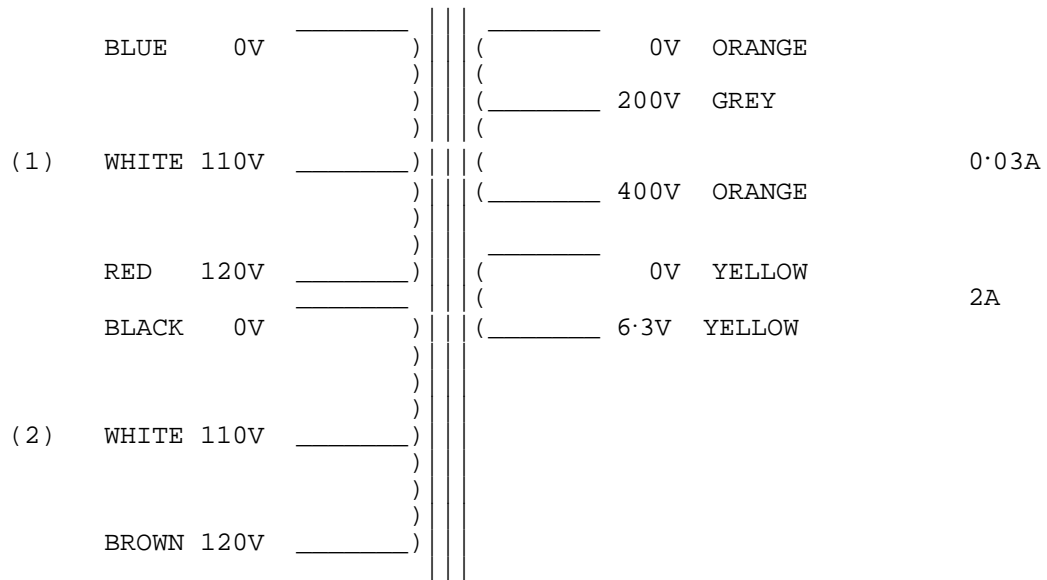 BLUE 0V 0V ORANGE
200V GREY
(1) WHITE 110V 0·03A
400V ORANGE
RED 120V 0V YELLOW
2A
BLACK 0V 6·3V YELLOW
(2) WHITE 110V
BROWN 120V